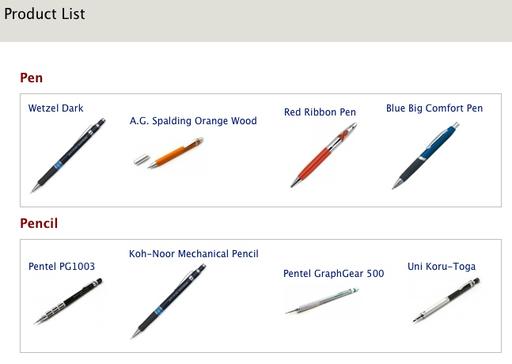 Product List
Pen
Wetzel Dark
A.G. Spalding Orange Wood
Red Ribbon Pen
Blue Big Comfort Pen
Pencil
Pentel PG1003
Koh-Noor Mechanical Pencil
Pentel GraphGear 500
Uni Koru-Toga